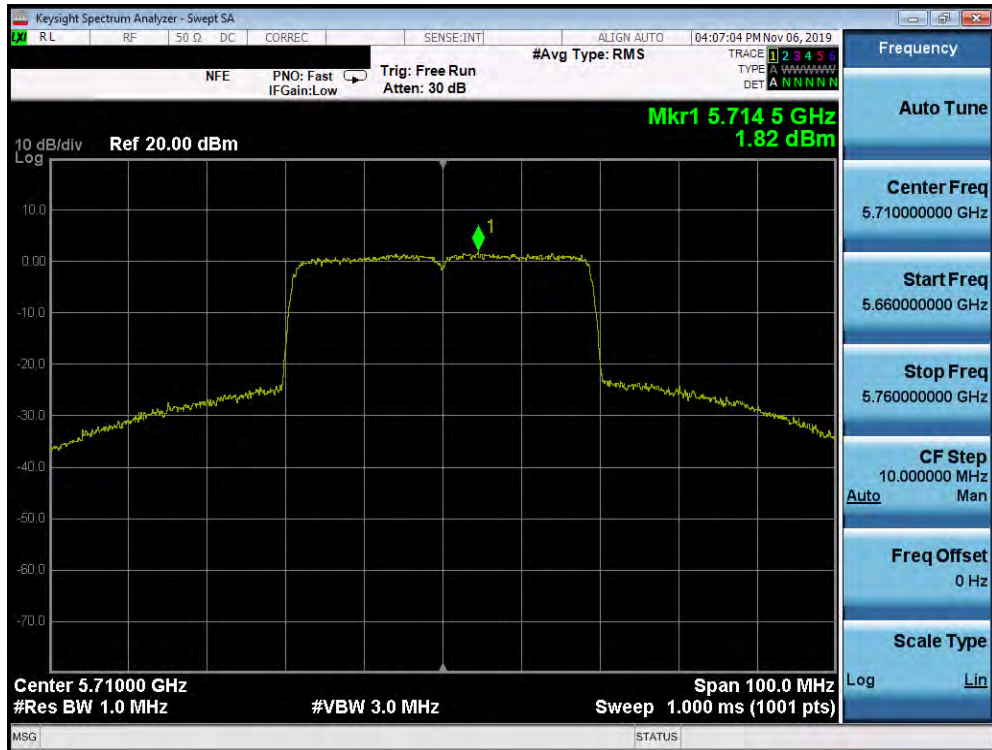 Keysight Spectrum Analyzer - Swept SA
LXI RL RF 50 Ω DC CORREC SENSE:INT ALIGN AUTO 04:07:04 PM Nov 06, 2019
NFE PNO: Fast IFGain:Low Trig: Free Run Atten: 30 dB #Avg Type: RMS
TRACE 1 2 3 4 5 6
TYPE A WWWWW
DET A N N N N N
Mkr1 5.714 5 GHz
1.82 dBm
10 dB/div Ref 20.00 dBm
Log
10.0
1
0.00
-10.0
-20.0
-30.0
-40.0
-50.0
-60.0
-70.0
Center 5.71000 GHz Span 100.0 MHz
#Res BW 1.0 MHz #VBW 3.0 MHz Sweep 1.000 ms (1001 pts)
MSG STATUS
Frequency
Auto Tune
Center Freq
5.710000000 GHz
Start Freq
5.660000000 GHz
Stop Freq
5.760000000 GHz
CF Step
10.000000 MHz
Auto Man
Freq Offset
0 Hz
Scale Type
Log Lin